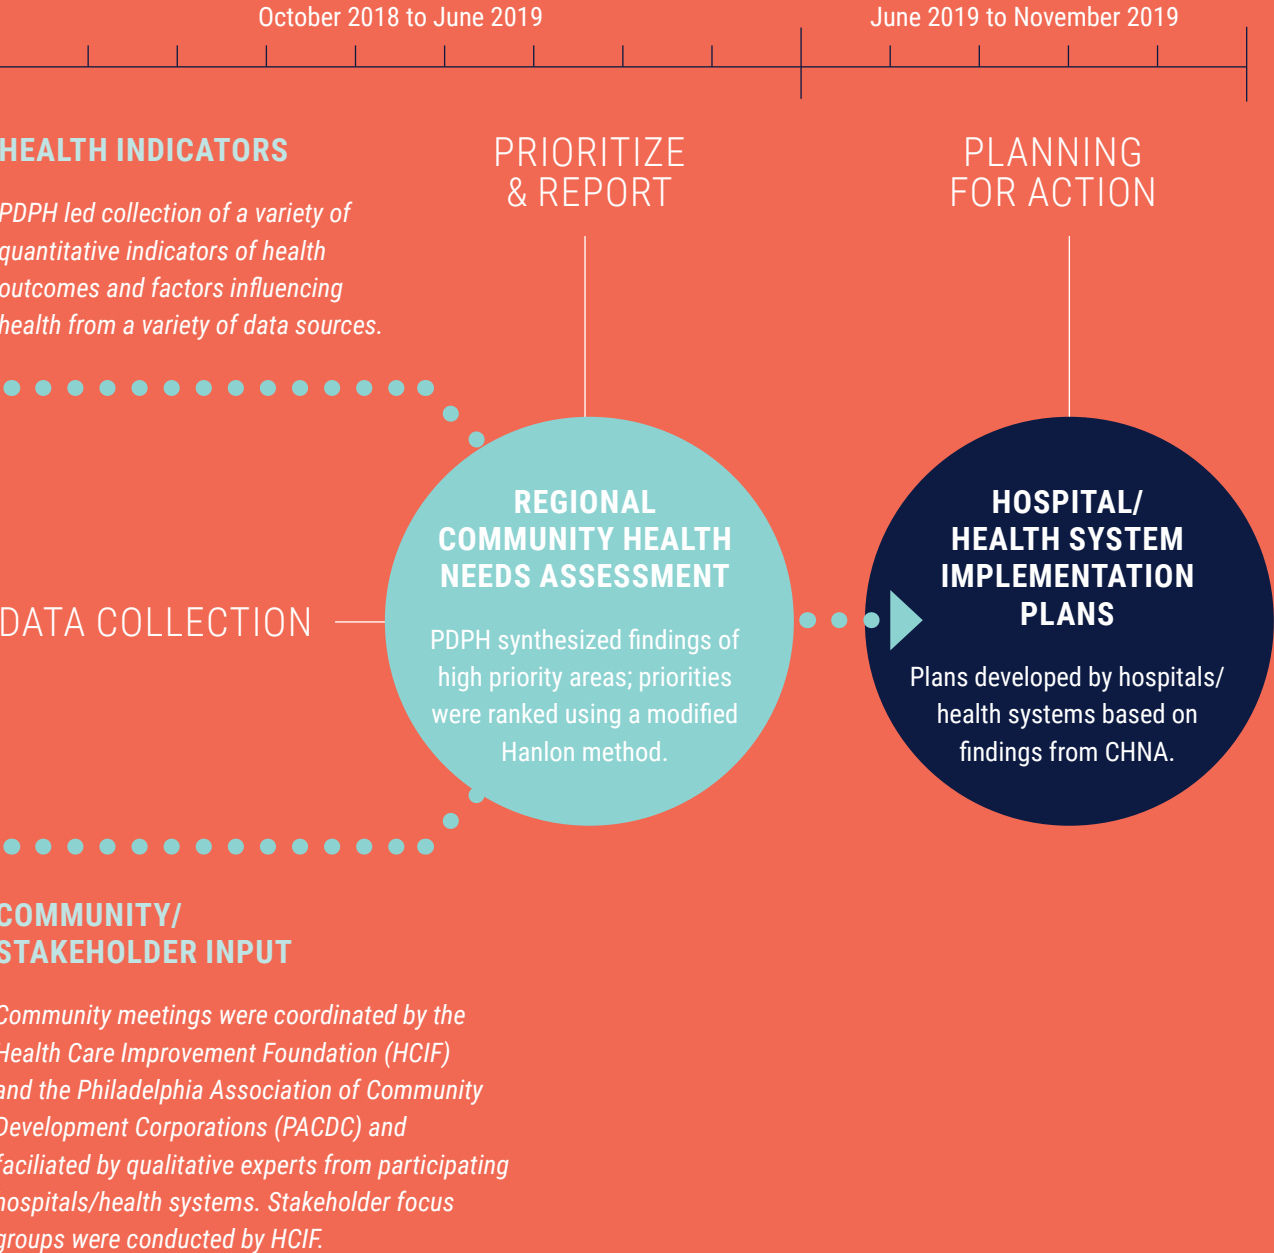 October 2018 to June 2019
June 2019 to November 2019
HEALTH INDICATORS
PDPH led collection of a variety of
quantitative indicators of health
outcomes and factors influencing
health from a variety of data sources.
PRIORITIZE
& REPORT
PLANNING
FOR ACTION
DATA COLLECTION
REGIONAL
COMMUNITY HEALTH
NEEDS ASSESSMENT
PDPH synthesized findings of
high priority areas; priorities
were ranked using a modified
Hanlon method.
HOSPITAL/
HEALTH SYSTEM
IMPLEMENTATION
PLANS
Plans developed by hospitals/
health systems based on
findings from CHNA.
COMMUNITY/
STAKEHOLDER INPUT
Community meetings were coordinated by the
Health Care Improvement Foundation (HCIF)
and the Philadelphia Association of Community
Development Corporations (PACDC) and
faciliated by qualitative experts from participating
hospitals/health systems. Stakeholder focus
groups were conducted by HCIF.